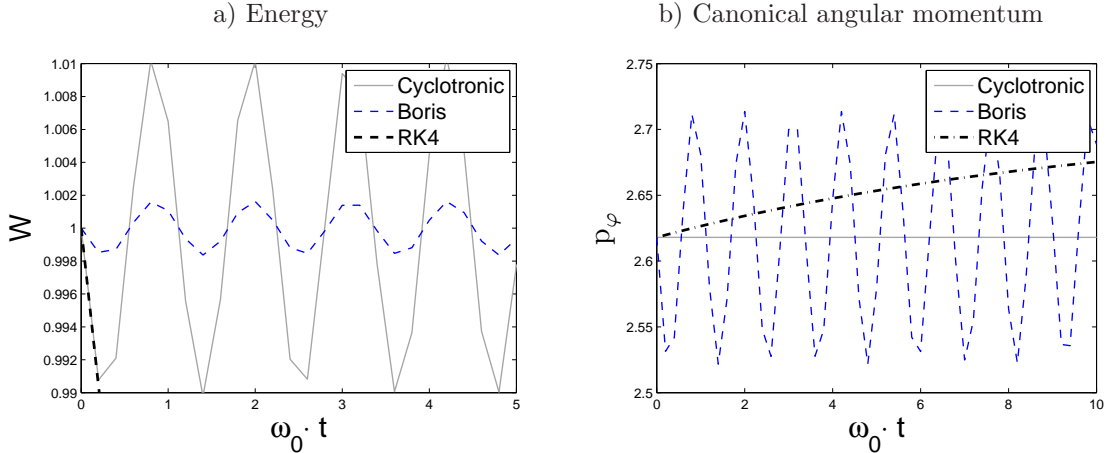 a) Energy
1.01
1.008
1.006
1.004
1.002
1
0.998
0.996
0.994
0.992
0.99
W
Cyclotronic
Boris
RK4
0 1 2 3 4 5
ω0· t
b) Canonical angular momentum
2.75
2.7
2.65
2.6
2.55
2.5
pφ
Cyclotronic
Boris
RK4
0 2 4 6 8 10
ω0· t